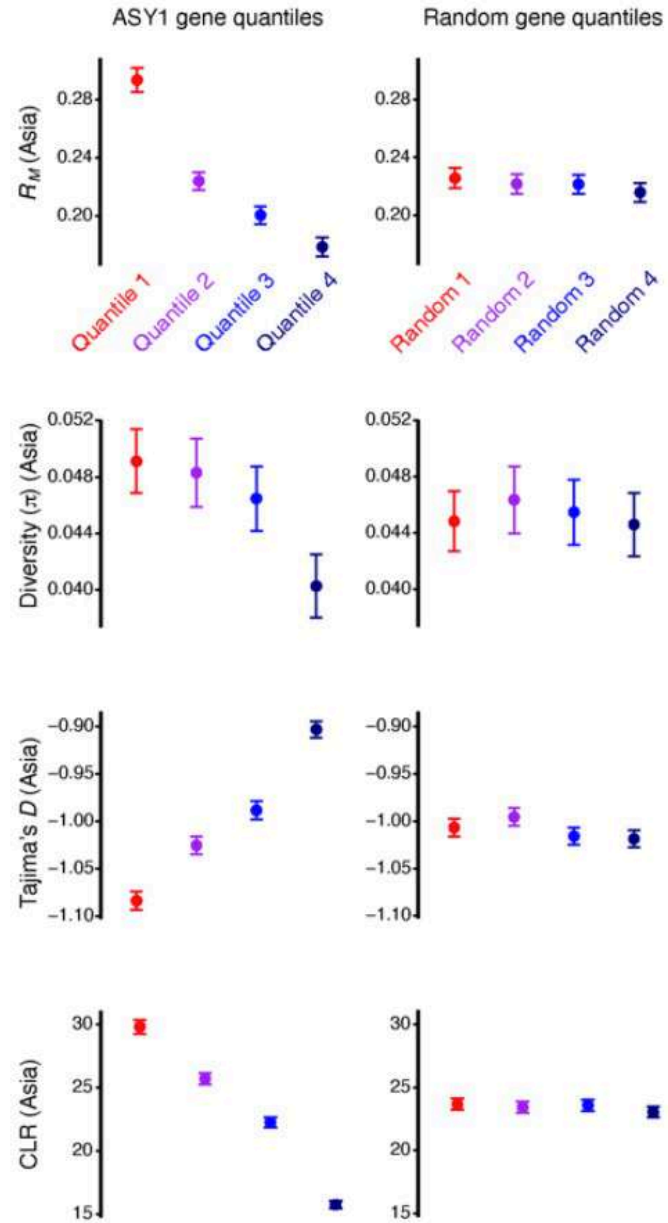 ASY1 gene quantiles
Random gene quantiles
R_M (Asia)
0.28
0.24
0.20
0.28
0.24
0.20
Quantile 1
Quantile 2
Quantile 3
Quantile 4
Random 1
Random 2
Random 3
Random 4
Diversity (π) (Asia)
0.052
0.048
0.044
0.040
0.052
0.048
0.044
0.040
Tajima's D (Asia)
−0.90
−0.95
−1.00
−1.05
−1.10
−0.90
−0.95
−1.00
−1.05
−1.10
CLR (Asia)
30
25
20
15
30
25
20
15